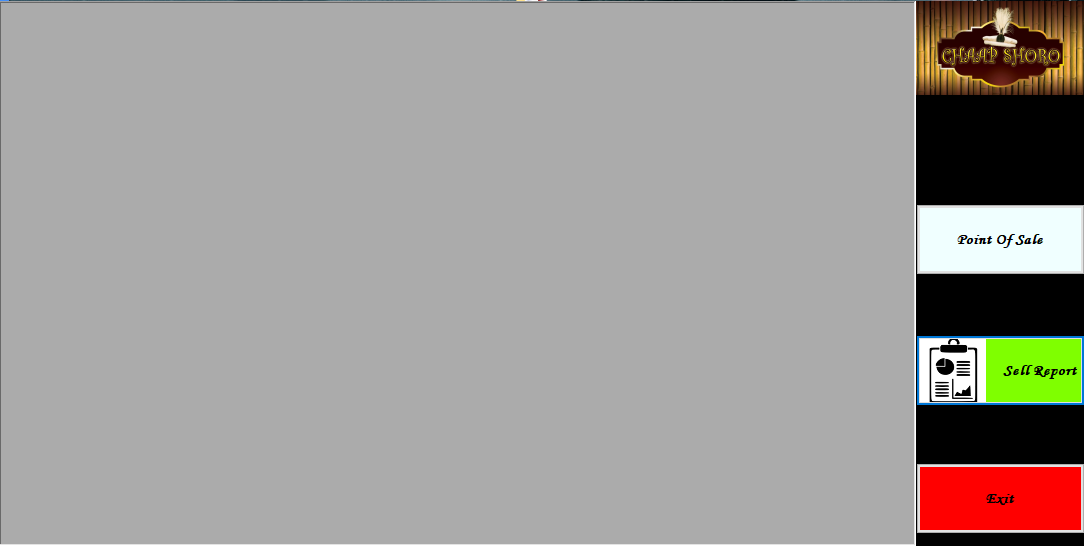 CHAAP SHORO
Point Of Sale
Sell Report
Exit